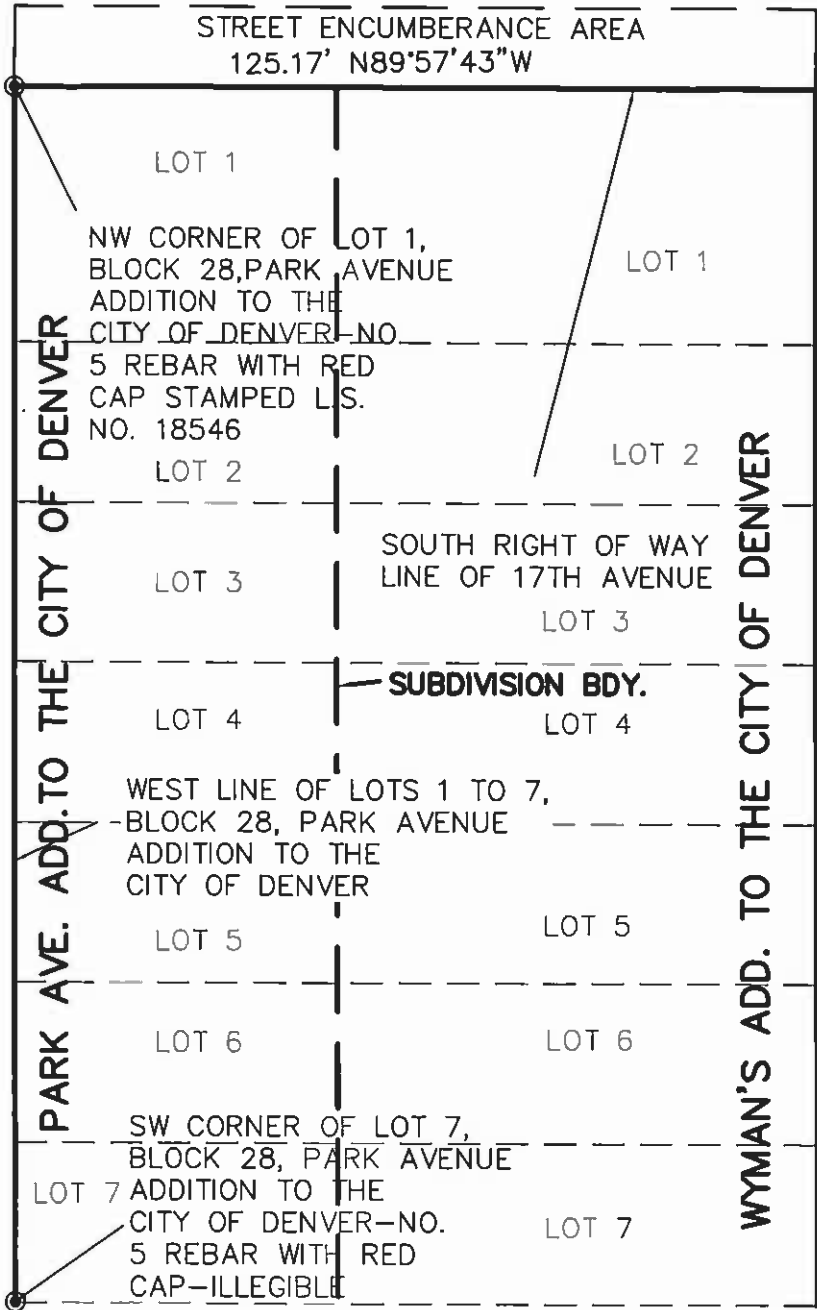 STREET ENCUMBERANCE AREA
125.17' N89°57'43"W
LOT 1
LOT 1
NW CORNER OF LOT 1,
BLOCK 28,PARK AVENUE
ADDITION TO THE
CITY OF DENVER-NO.
5 REBAR WITH RED
CAP STAMPED L.S.
NO. 18546
LOT 2
LOT 2
SOUTH RIGHT OF WAY
LINE OF 17TH AVENUE
LOT 3
LOT 3
SUBDIVISION BDY.
LOT 4
LOT 4
WEST LINE OF LOTS 1 TO 7,
BLOCK 28, PARK AVENUE
ADDITION TO THE
CITY OF DENVER
LOT 5
LOT 5
LOT 6
LOT 6
SW CORNER OF LOT 7,
BLOCK 28, PARK AVENUE
ADDITION TO THE
CITY OF DENVER-NO.
5 REBAR WITH RED
CAP-ILLEGIBLE
LOT 7
LOT 7
PARK AVE. ADD. TO THE CITY OF DENVER
WYMAN'S ADD. TO THE CITY OF DENVER